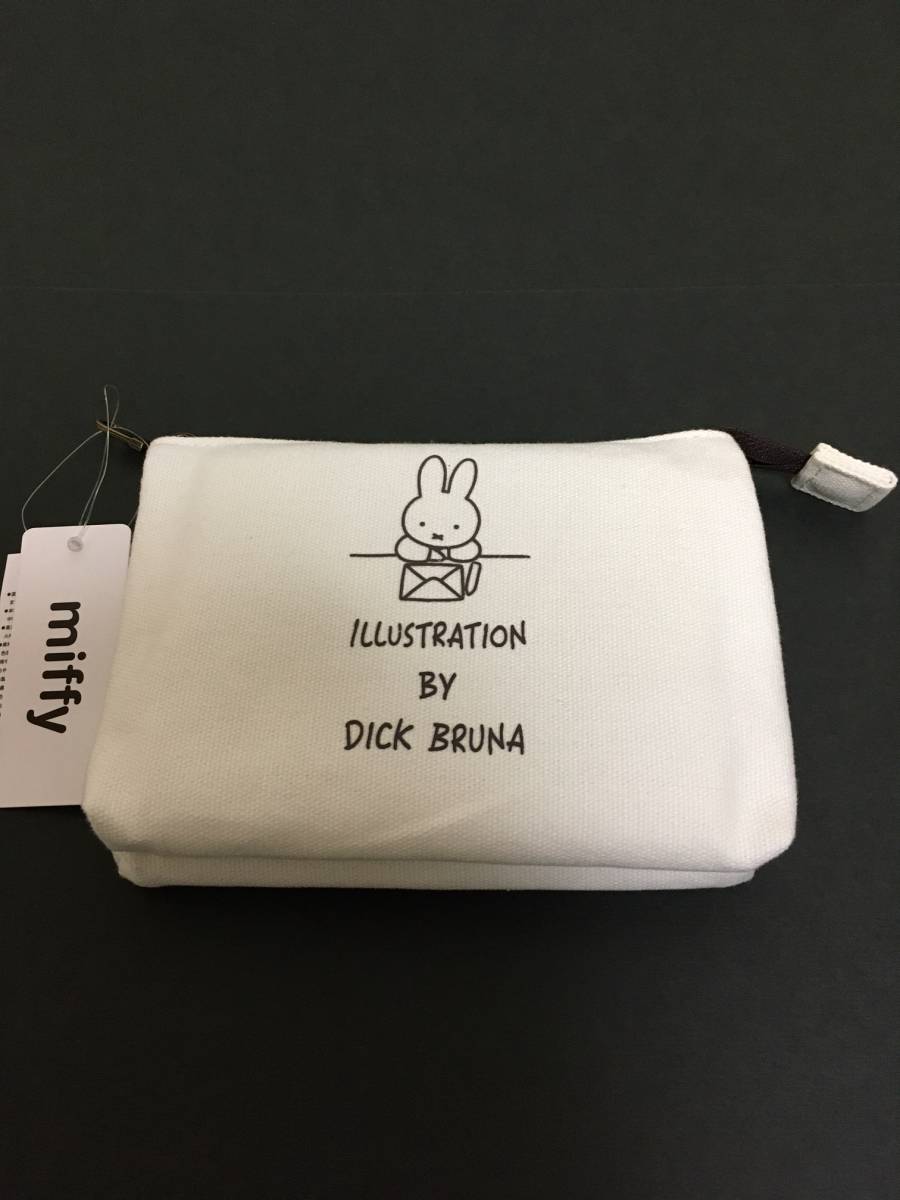 ILLUSTRATION
BY
DICK BRUNA
miffy